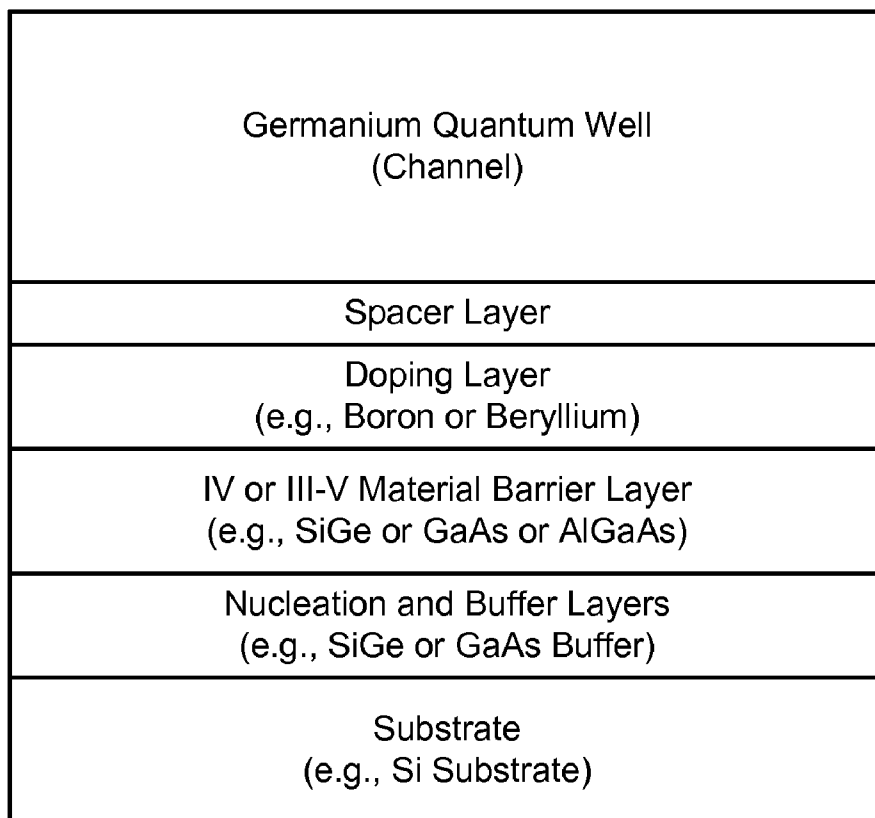 Germanium Quantum Well
(Channel)
Spacer Layer
Doping Layer
(e.g., Boron or Beryllium)
IV or III-V Material Barrier Layer
(e.g., SiGe or GaAs or AlGaAs)
Nucleation and Buffer Layers
(e.g., SiGe or GaAs Buffer)
Substrate
(e.g., Si Substrate)